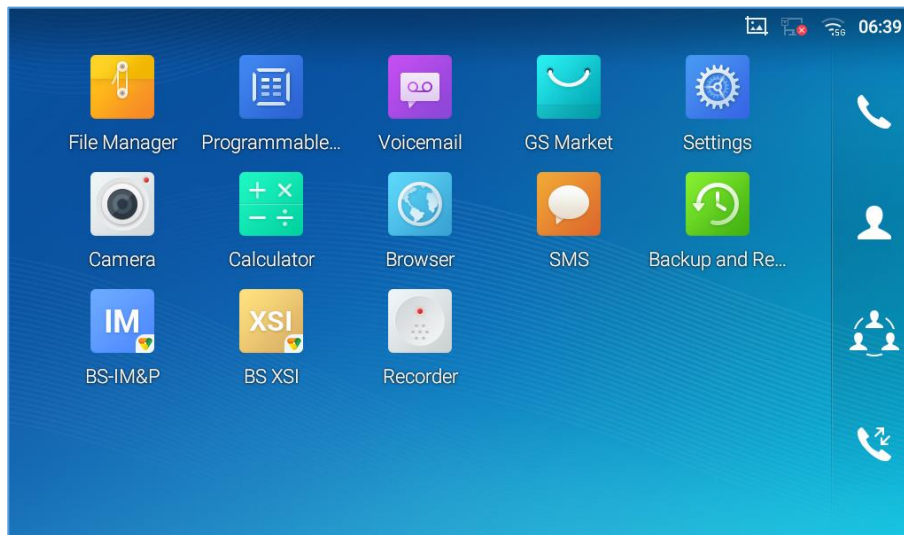 5G 06:39
File Manager Programmable... Voicemail GS Market Settings
Camera Calculator Browser SMS Backup and Re...
IM XSI
BS-IM&P BS XSI Recorder